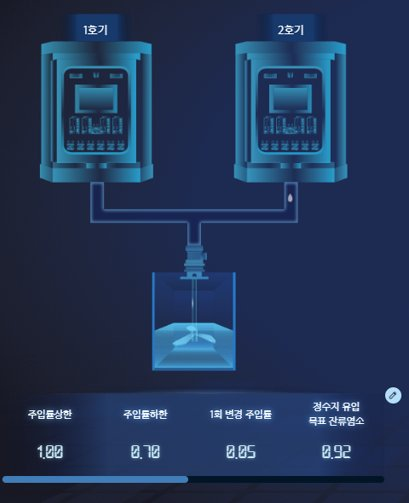 1호기
2호기
주입률상한
주입률하한
1회 변경 주입률
정수지 유입
목표 잔류염소
1.00
0.70
0.05
0.92